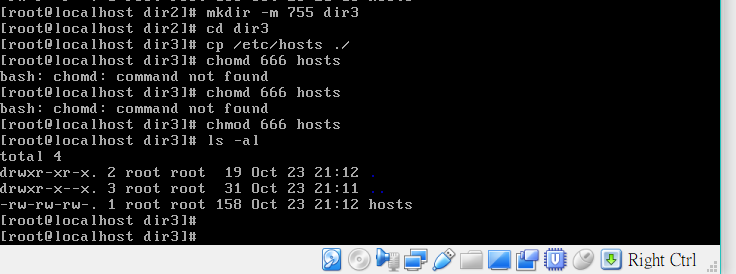 [root@localhost dir2]# mkdir -m 755 dir3
[root@localhost dir2]# cd dir3
[root@localhost dir3]# cp /etc/hosts ./
[root@localhost dir3]# chomd 666 hosts
bash: chomd: command not found
[root@localhost dir3]# chomd 666 hosts
bash: chomd: command not found
[root@localhost dir3]# chmod 666 hosts
[root@localhost dir3]# ls -al
total 4
drwxr-xr-x. 2 root root  19 Oct 23 21:12 .
drwxr-x--x. 3 root root  31 Oct 23 21:11 ..
-rw-rw-rw-. 1 root root 158 Oct 23 21:12 hosts
[root@localhost dir3]#
[root@localhost dir3]#
Right Ctrl